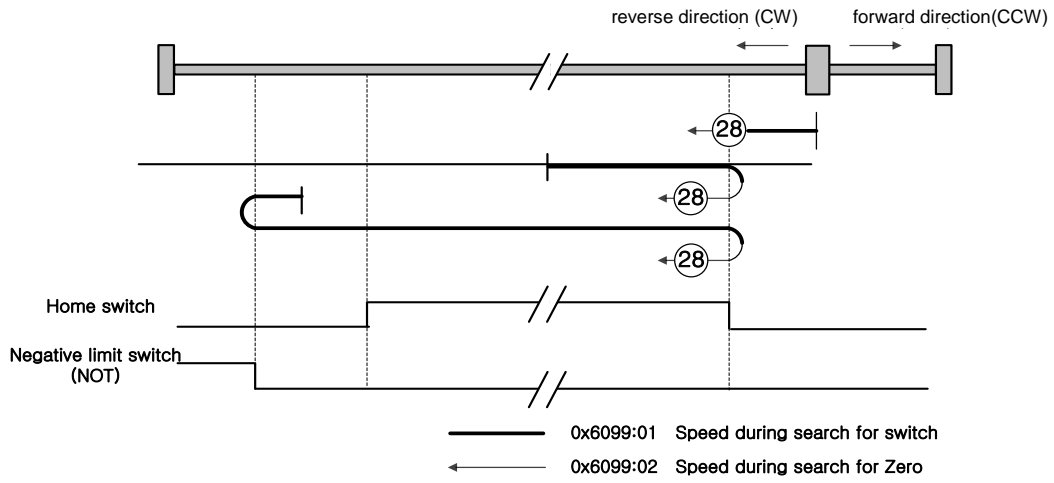 reverse direction (CW) forward direction(CCW)
28
28
28
Home switch
Negative limit switch
(NOT)
0x6099:01 Speed during search for switch
0x6099:02 Speed during search for Zero